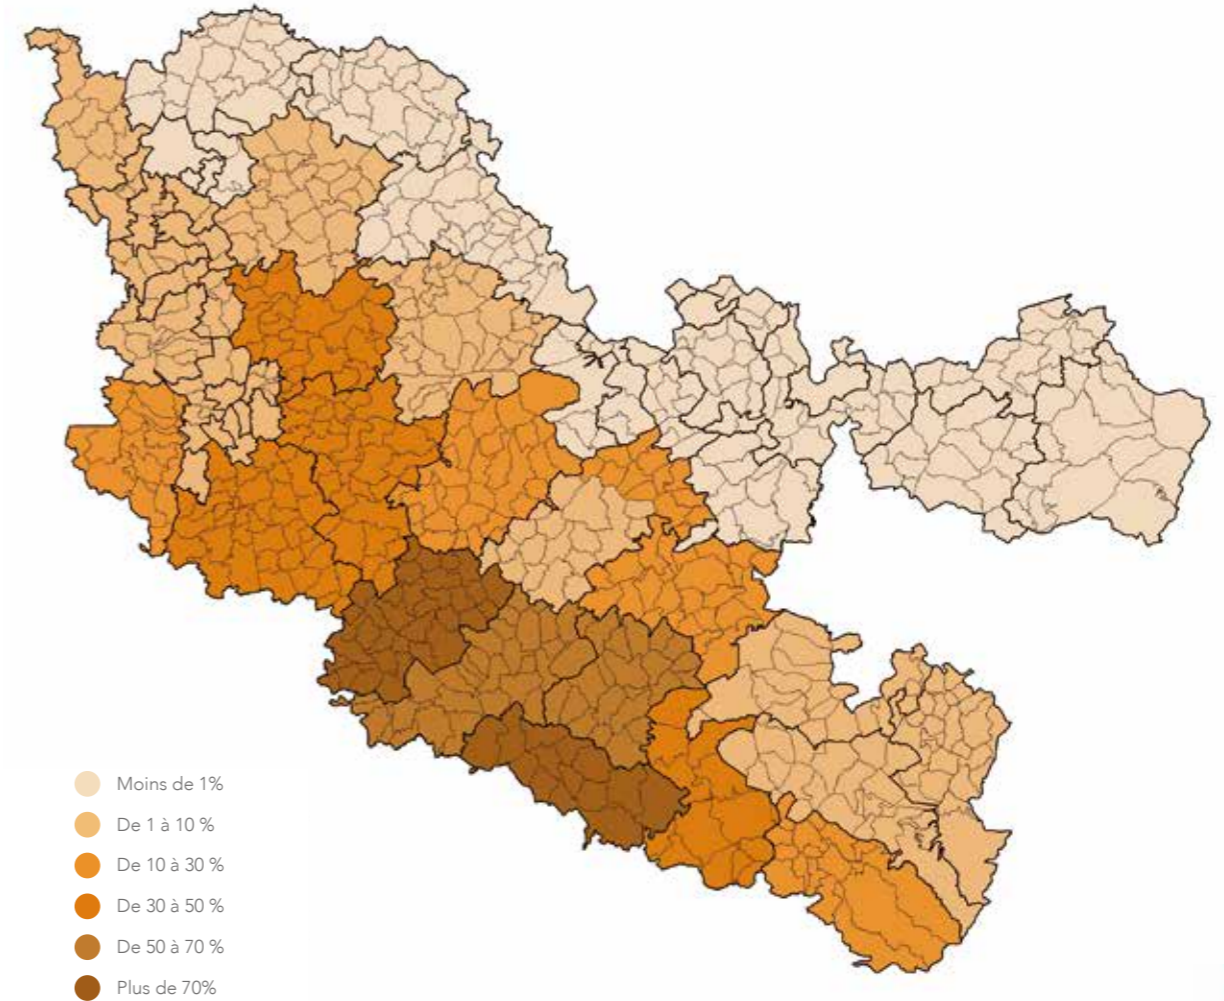 Moins de 1%
De 1 à 10 %
De 10 à 30 %
De 30 à 50 %
De 50 à 70 %
Plus de 70%